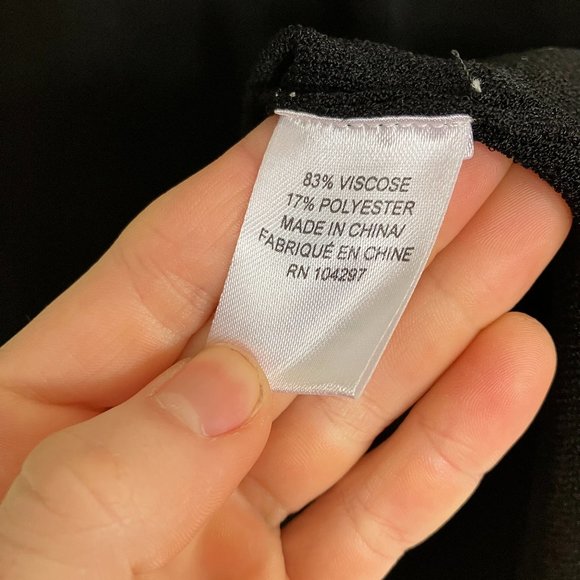 83% VISCOSE
17% POLYESTER
MADE IN CHINA/
FABRIQUÉ EN CHINE
RN 104297